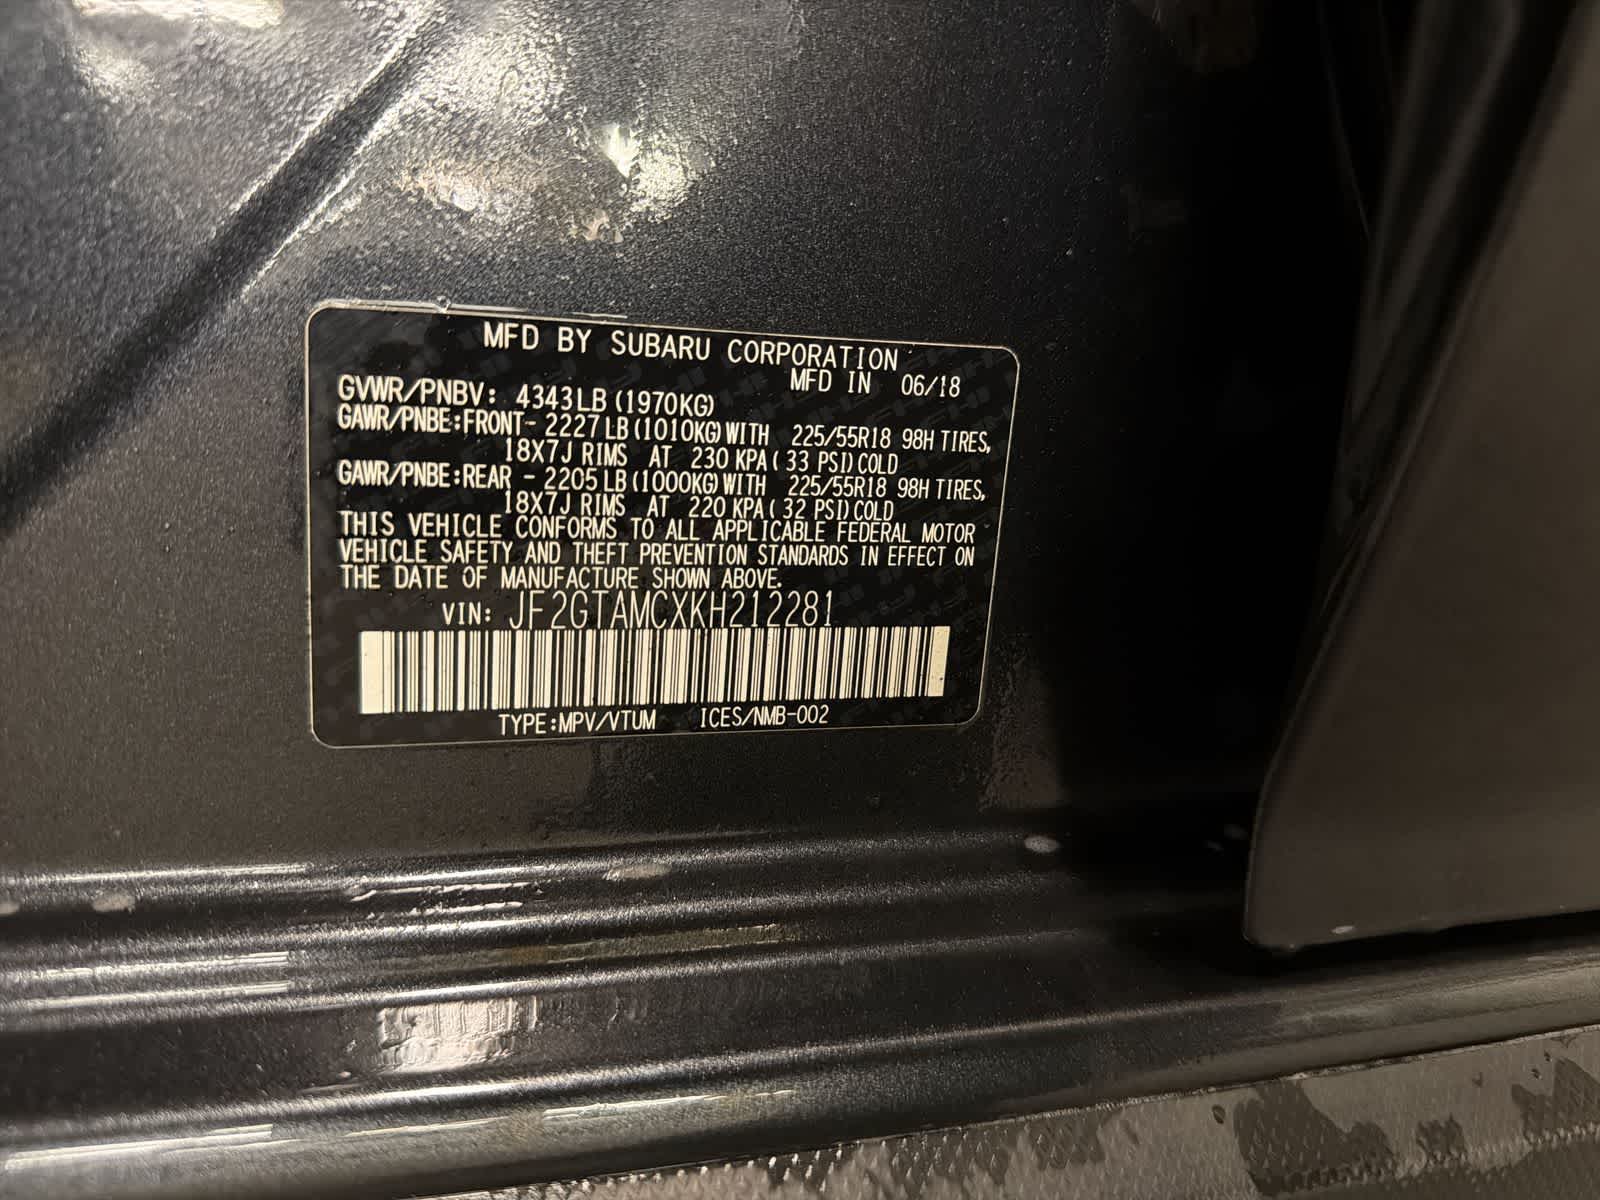 MFD BY SUBARU CORPORATION
MFD IN 06/18
GVWR/PNBV: 4343LB (1970KG)
GAWR/PNBE:FRONT- 2227LB (1010KG) WITH 225/55R18 98H TIRES,
18X7J RIMS AT 230 KPA ( 33 PSI) COLD
GAWR/PNBE:REAR - 2205LB (1000KG) WITH 225/55R18 98H TIRES,
18X7J RIMS AT 220 KPA ( 32 PSI) COLD
THIS VEHICLE CONFORMS TO ALL APPLICABLE FEDERAL MOTOR
VEHICLE SAFETY AND THEFT PREVENTION STANDARDS IN EFFECT ON
THE DATE OF MANUFACTURE SHOWN ABOVE.
VIN: JF2GTAMCXKH212281
TYPE:MPV/VTUM ICES/NMB-002